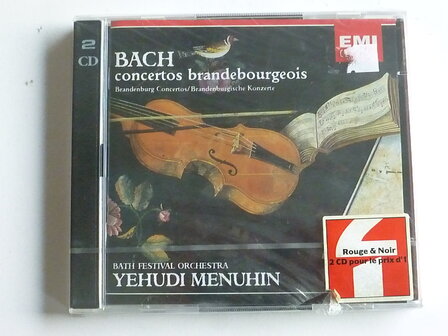 2
CD
EMI
BACH
concertos brandebourgeois
Brandenburg Concertos/Brandenburgische Konzerte
BATH FESTIVAL ORCHESTRA
YEHUDI MENUHIN
Rouge & Noir
2 CD pour le prix d'1